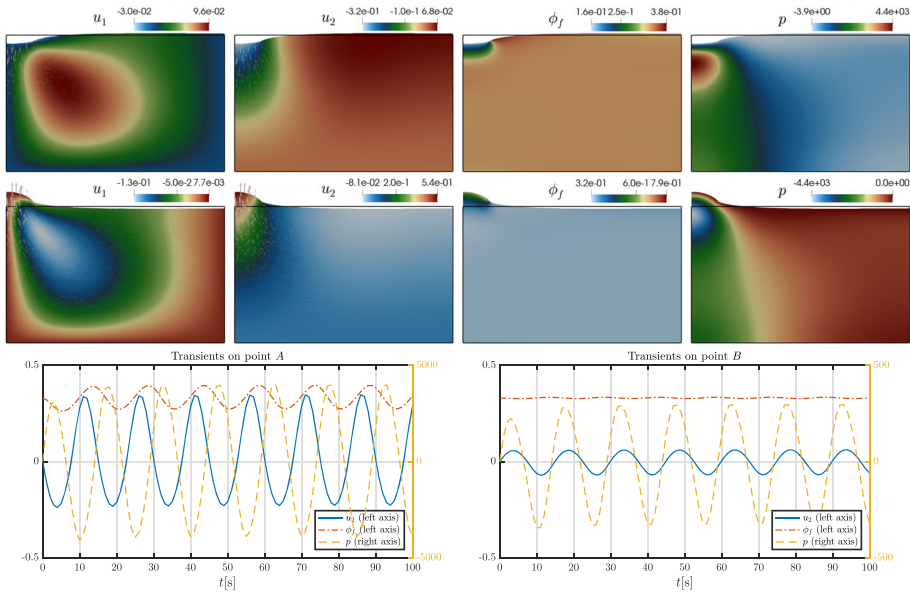 u₁ u₂ ϕ_f p
-3.0e-02 9.6e-02 -3.2e-01 -1.0e-1 6.8e-02 1.6e-01 2.5e-1 3.8e-01 -3.9e+00 4.4e+03
u₁ u₂ ϕ_f p
-1.3e-01 -5.0e-2 7.7e-03 -8.1e-02 2.0e-1 5.4e-01 3.2e-01 6.0e-1 7.9e-01 -4.4e+03 0.0e+00
Transients on point A
0.5 5000
0 0
u₂ (left axis)
ϕ_f (left axis)
p (right axis)
-0.5 -5000
0 10 20 30 40 50 60 70 80 90 100
t[s]
Transients on point B
0.5 500
0 0
u₂ (left axis)
ϕ_f (left axis)
p (right axis)
-0.5 -500
0 10 20 30 40 50 60 70 80 90 100
t[s]